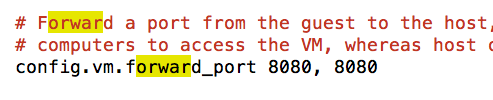 # Forward a port from the guest to the host,
# computers to access the VM, whereas host
config.vm.forward_port 8080, 8080